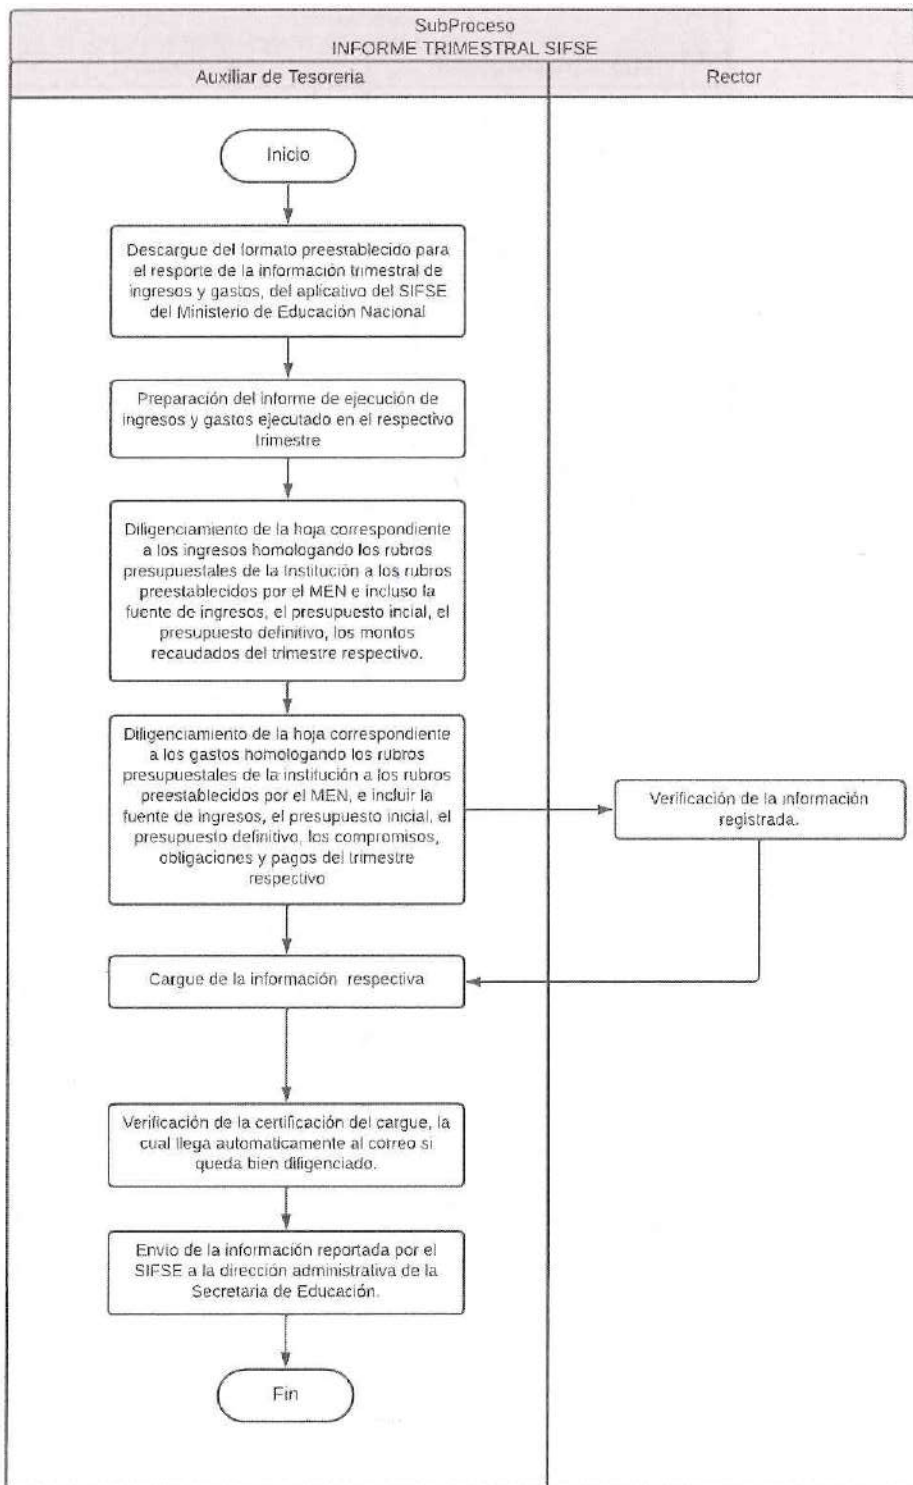 SubProceso
INFORME TRIMESTRAL SIFSE
Auxiliar de Tesoreria
Rector
Inicio
Descargue del formato preestablecido para
el resporte de la información trimestral de
ingresos y gastos, del aplicativo del SIFSE
del Ministerio de Educación Nacional
Preparación del informe de ejecución de
ingresos y gastos ejecutado en el respectivo
trimestre
Diligenciamiento de la hoja correspondiente
a los ingresos homologando los rubros
presupuestales de la Institución a los rubros
preestablecidos por el MEN e incluso la
fuente de ingresos, el presupuesto incial, el
presupuesto definitivo, los montos
recaudados del trimestre respectivo.
Diligenciamiento de la hoja correspondiente
a los gastos homologando los rubros
presupuestales de la institución a los rubros
preestablecidos por el MEN, e incluir la
fuente de ingresos, el presupuesto inicial, el
presupuesto definitivo, los compromisos,
obligaciones y pagos del trimestre
respectivo
Verificación de la información
registrada.
Cargue de la información respectiva
Verificación de la certificación del cargue, la
cual llega automaticamente al correo si
queda bien diligenciado.
Envio de la información reportada por el
SIFSE a la dirección administrativa de la
Secretaria de Educación.
Fin